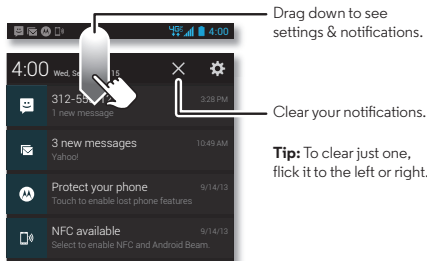 4G 4:00
Drag down to see
settings & notifications.
4:00 Wed, Se 15
312-55 12
3:28 PM
1 new message
Clear your notifications.
3 new messages
10:49 AM
Yahoo!
Tip: To clear just one,
flick it to the left or right.
Protect your phone
9/14/13
Touch to enable lost phone features
NFC available
9/14/13
Select to enable NFC and Android Beam.